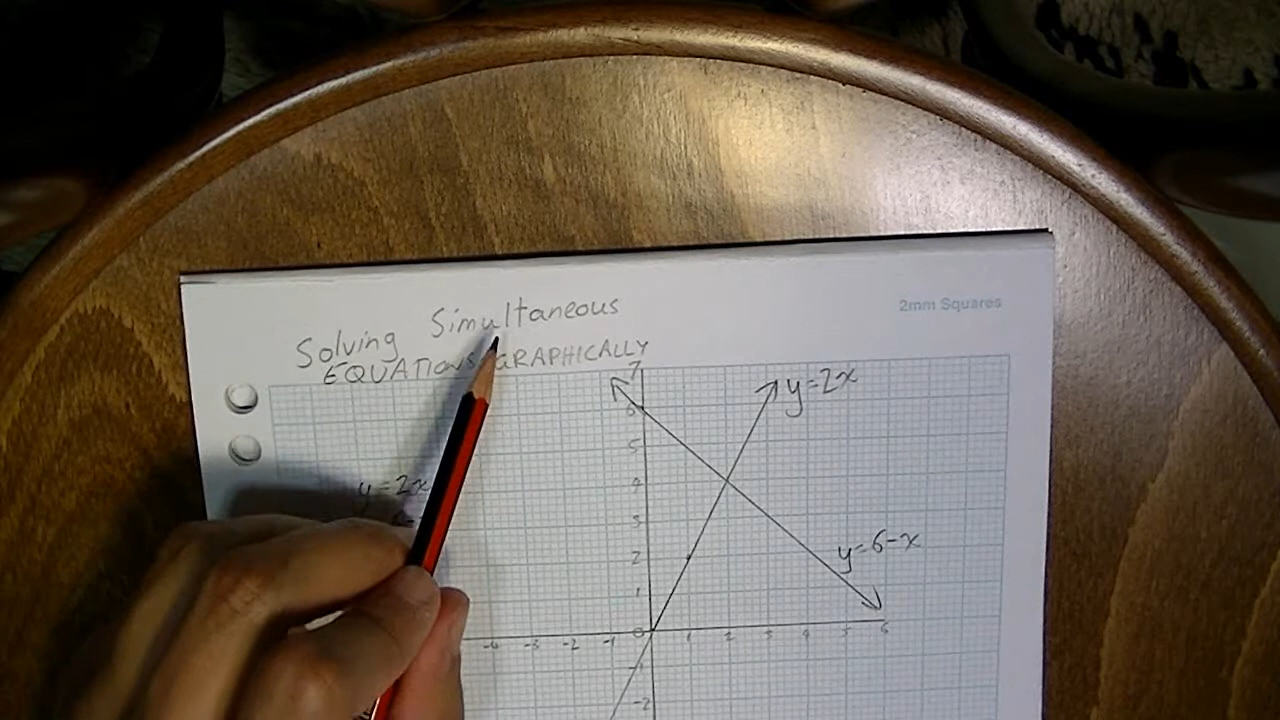 Solving Simultaneous
EQUATIONS GRAPHICALLY
2mm Squares
7
y=2x
6
5
y=2x
4
3
y=6-x
2
1
0
-4 -3 -2 -1 1 2 3 4 5 6
-1
-2